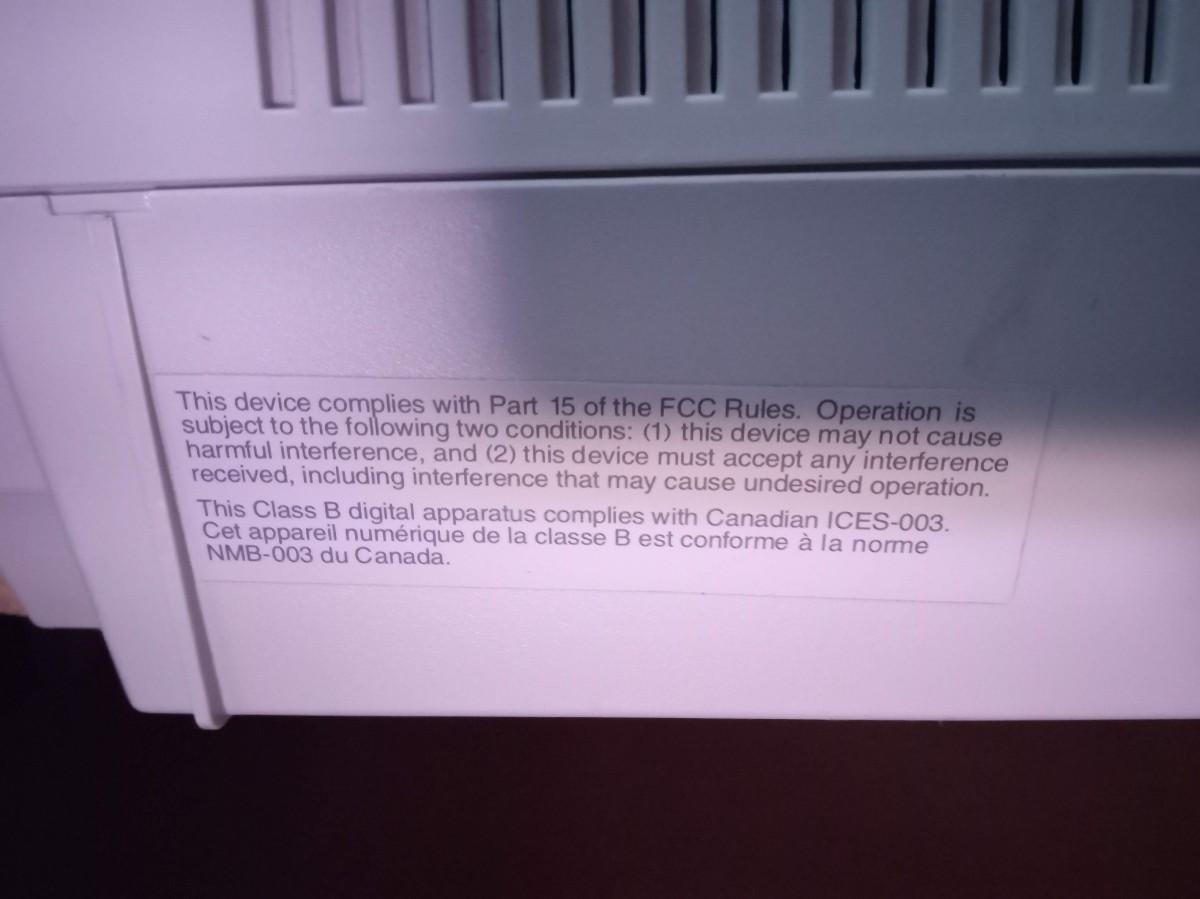 This device complies with Part 15 of the FCC Rules. Operation is
subject to the following two conditions: (1) this device may not cause
harmful interference, and (2) this device must accept any interference
received, including interference that may cause undesired operation.
This Class B digital apparatus complies with Canadian ICES-003.
Cet appareil numérique de la classe B est conforme à la norme
NMB-003 du Canada.